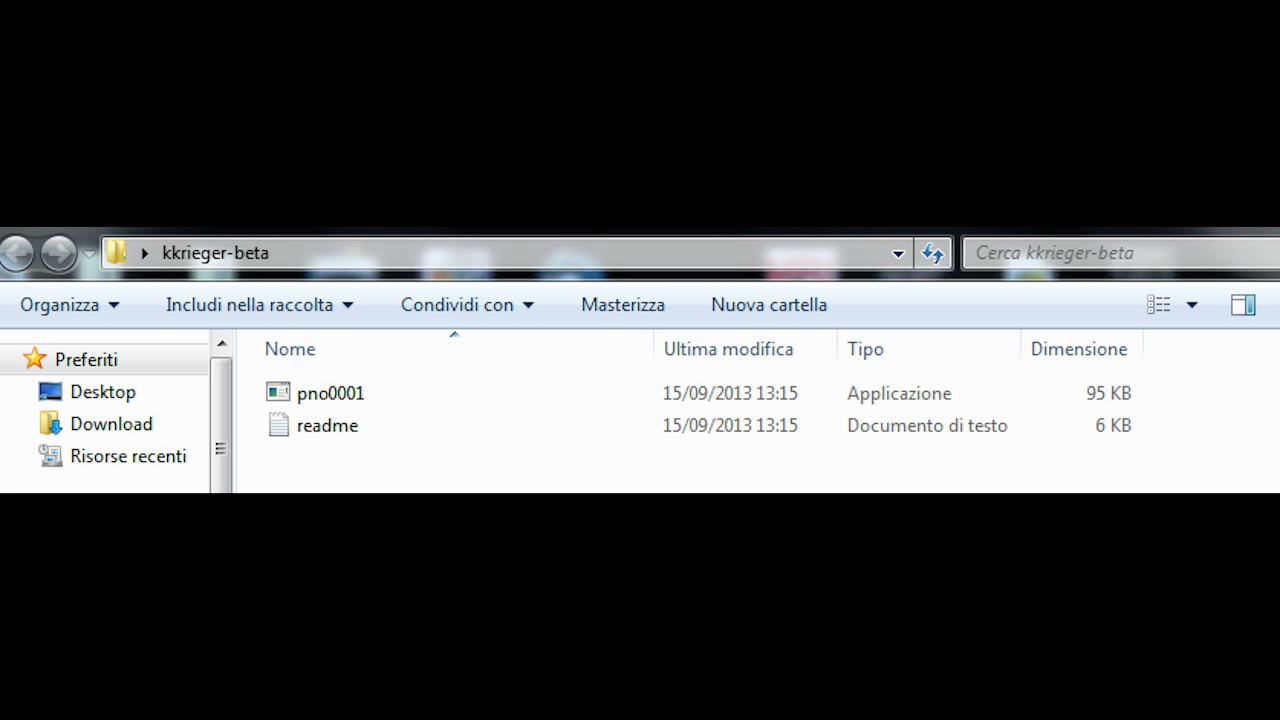 kkrieger-beta
Cerca kkrieger-beta
Organizza Includi nella raccolta Condividi con Masterizza Nuova cartella
Preferiti
Desktop
Download
Risorse recenti
Nome Ultima modifica Tipo Dimensione
pno0001 15/09/2013 13:15 Applicazione 95 KB
readme 15/09/2013 13:15 Documento di testo 6 KB